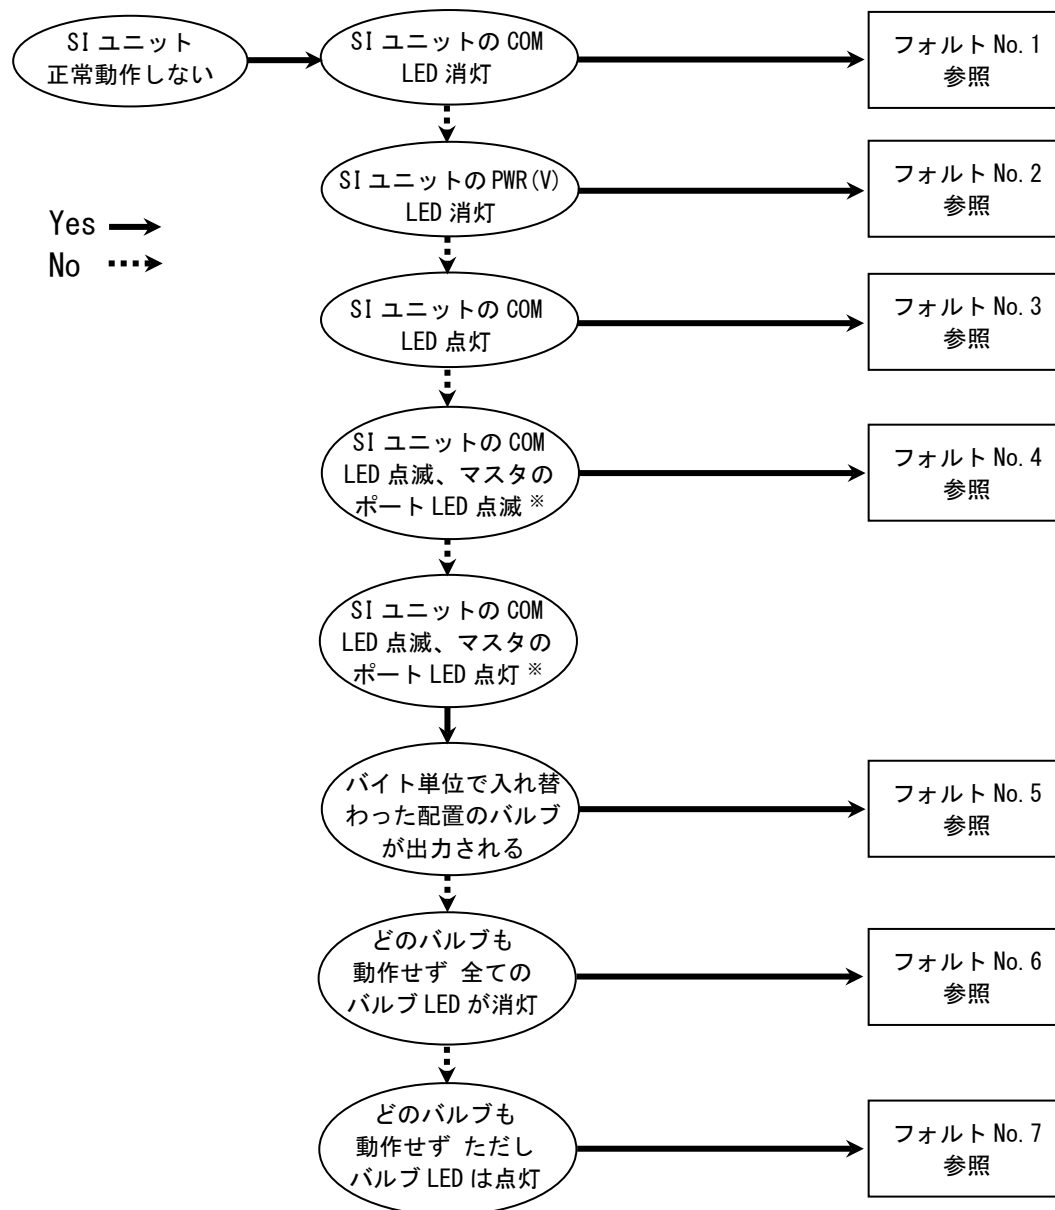 SI ユニット
正常動作しない
SI ユニットの COM
LED 消灯
フォルト No. 1
参照
SI ユニットの PWR(V)
LED 消灯
フォルト No. 2
参照
Yes
No
SI ユニットの COM
LED 点灯
フォルト No. 3
参照
SI ユニットの COM
LED 点滅、マスタの
ポート LED 点滅 ※
フォルト No. 4
参照
SI ユニットの COM
LED 点滅、マスタの
ポート LED 点灯 ※
バイト単位で入れ替
わった配置のバルブ
が出力される
フォルト No. 5
参照
どのバルブも
動作せず 全ての
バルブ LED が消灯
フォルト No. 6
参照
どのバルブも
動作せず ただし
バルブ LED は点灯
フォルト No. 7
参照